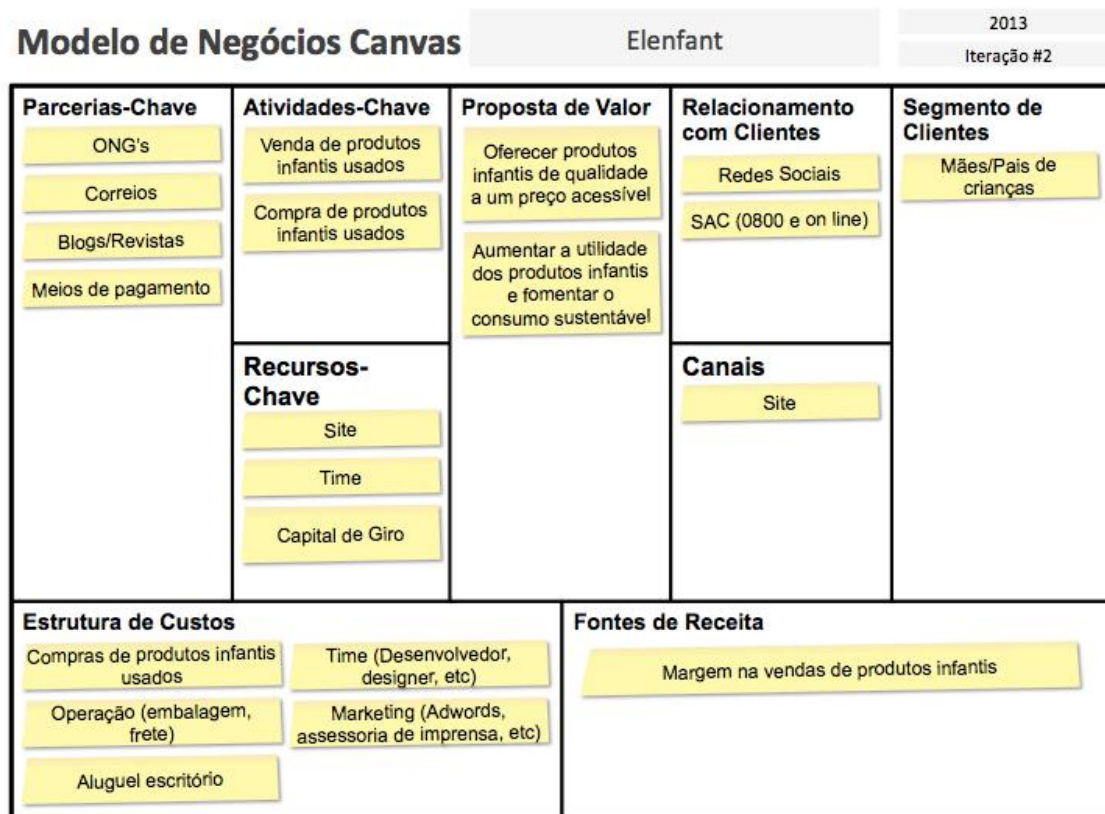 Modelo de Negócios Canvas
Elenfant
2013
Iteração #2
Parcerias-Chave
ONG's
Correios
Blogs/Revistas
Meios de pagamento
Atividades-Chave
Venda de produtos
infantis usados
Compra de produtos
infantis usados
Recursos-
Chave
Site
Time
Capital de Giro
Proposta de Valor
Oferecer produtos
infantis de qualidade
a um preço acessível
Aumentar a utilidade
dos produtos infantis
e fomentar o
consumo sustentável
Relacionamento
com Clientes
Redes Sociais
SAC (0800 e on line)
Canais
Site
Segmento de
Clientes
Mães/Pais de
crianças
Estrutura de Custos
Compras de produtos infantis
usados
Operação (embalagem,
frete)
Aluguel escritório
Time (Desenvolvedor,
designer, etc)
Marketing (Adwords,
assessoria de imprensa, etc)
Fontes de Receita
Margem na vendas de produtos infantis